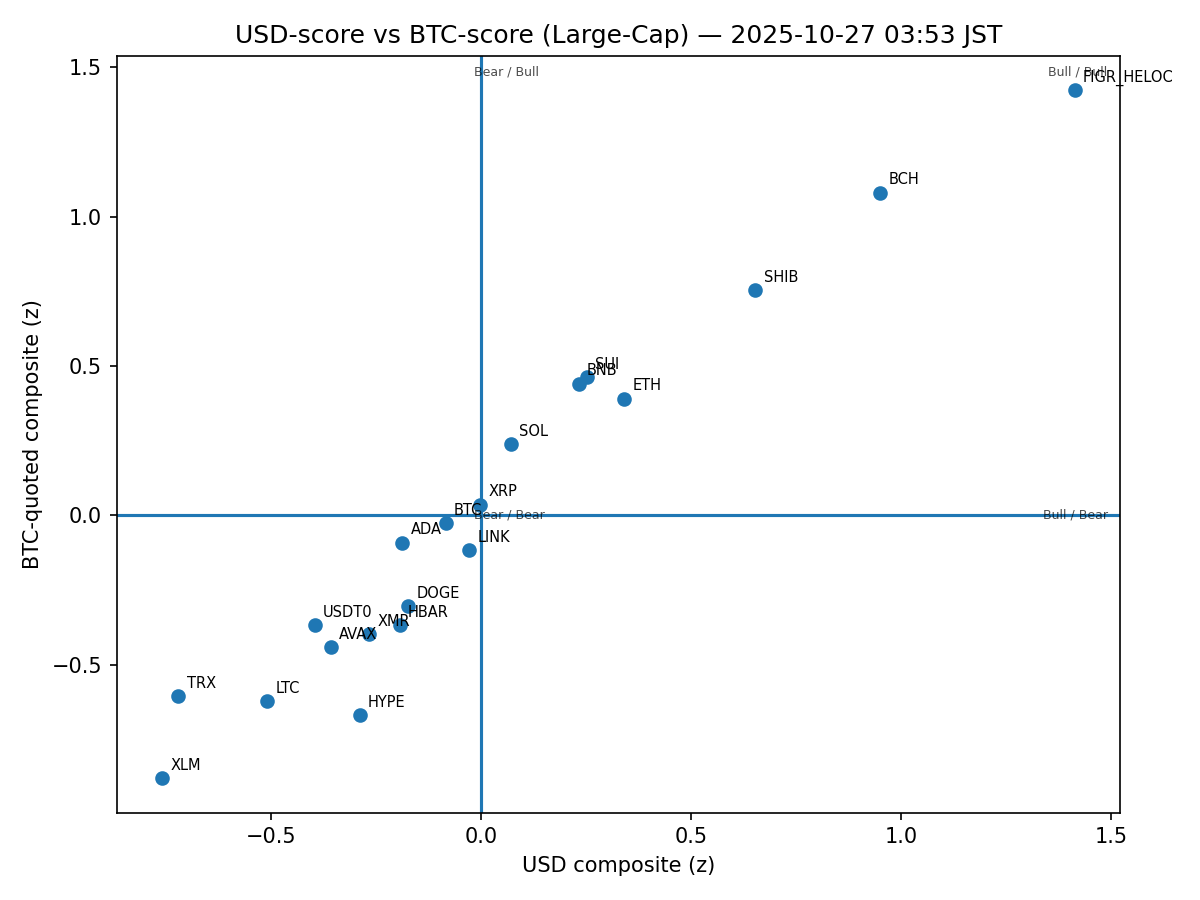 USD-score vs BTC-score (Large-Cap) — 2025-10-27 03:53 JST
1.5
Bear / Bull
Bull / Bull
FIGR_HELOC
BCH
1.0
SHIB
0.5
SUI
BNB
ETH
SOL
XRP
BTC
0.0
Bear / Bear
Bull / Bear
ADA
LINK
DOGE
USDT0
HBAR
XMR
AVAX
−0.5
TRX
LTC
HYPE
XLM
BTC-quoted composite (z)
−0.5
0.0
0.5
1.0
1.5
USD composite (z)